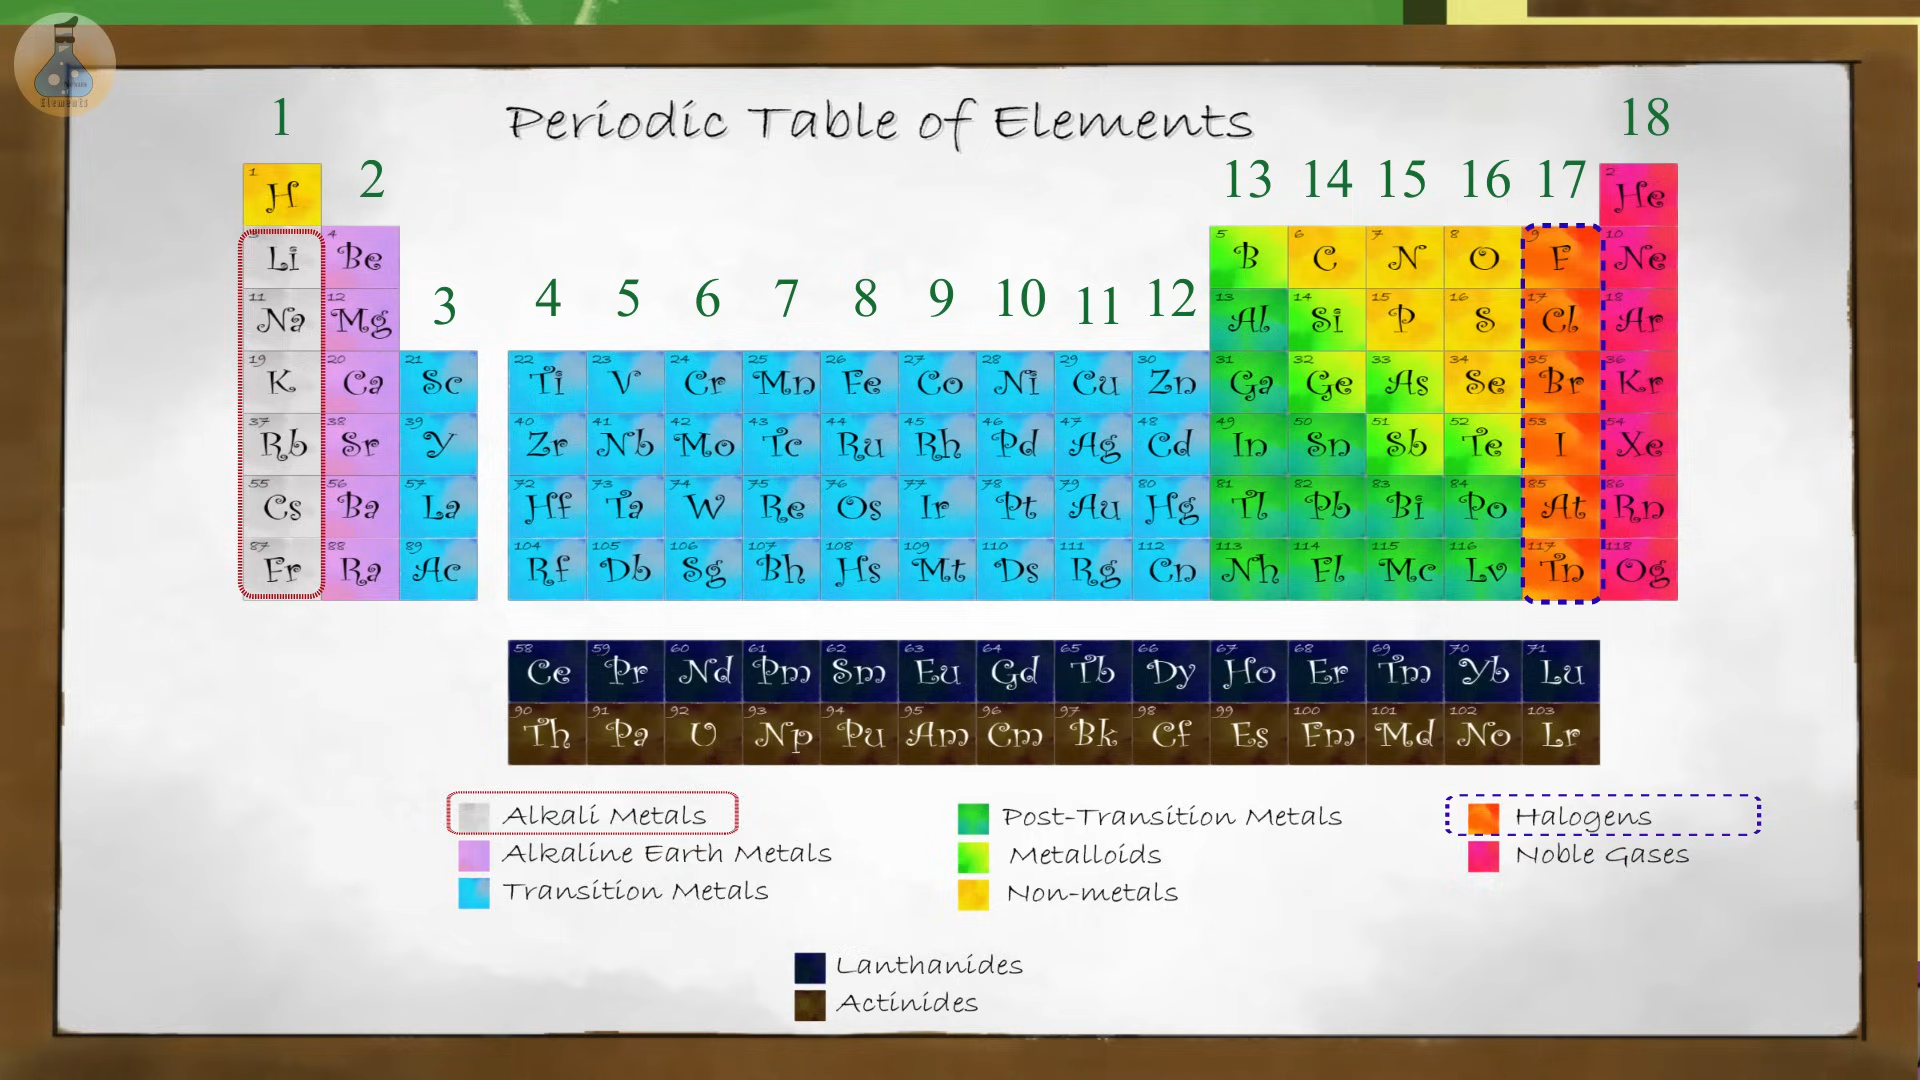 Elements
1 Periodic Table of Elements 18
2 13 14 15 16 17
1 H 2 He
3 Li 4 Be 5 B 6 C 7 N 8 O 9 F 10 Ne
3 4 5 6 7 8 9 10 11 12
11 Na 12 Mg 13 Al 14 Si 15 P 16 S 17 Cl 18 Ar
19 K 20 Ca 21 Sc 22 Ti 23 V 24 Cr 25 Mn 26 Fe 27 Co 28 Ni 29 Cu 30 Zn 31 Ga 32 Ge 33 As 34 Se 35 Br 36 Kr
37 Rb 38 Sr 39 Y 40 Zr 41 Nb 42 Mo 43 Tc 44 Ru 45 Rh 46 Pd 47 Ag 48 Cd 49 In 50 Sn 51 Sb 52 Te 53 I 54 Xe
55 Cs 56 Ba 57 La 72 Hf 73 Ta 74 W 75 Re 76 Os 77 Ir 78 Pt 79 Au 80 Hg 81 Tl 82 Pb 83 Bi 84 Po 85 At 86 Rn
87 Fr 88 Ra 89 Ac 104 Rf 105 Db 106 Sg 107 Bh 108 Hs 109 Mt 110 Ds 111 Rg 112 Cn 113 Nh 114 Fl 115 Mc 116 Lv 117 Tn 118 Og
58 Ce 59 Pr 60 Nd 61 Pm 62 Sm 63 Eu 64 Gd 65 Tb 66 Dy 67 Ho 68 Er 69 Tm 70 Yb 71 Lu
90 Th 91 Pa 92 U 93 Np 94 Pu 95 Am 96 Cm 97 Bk 98 Cf 99 Es 100 Fm 101 Md 102 No 103 Lr
Alkali Metals Post-Transition Metals Halogens
Alkaline Earth Metals Metalloids Noble Gases
Transition Metals Non-metals
Lanthanides
Actinides